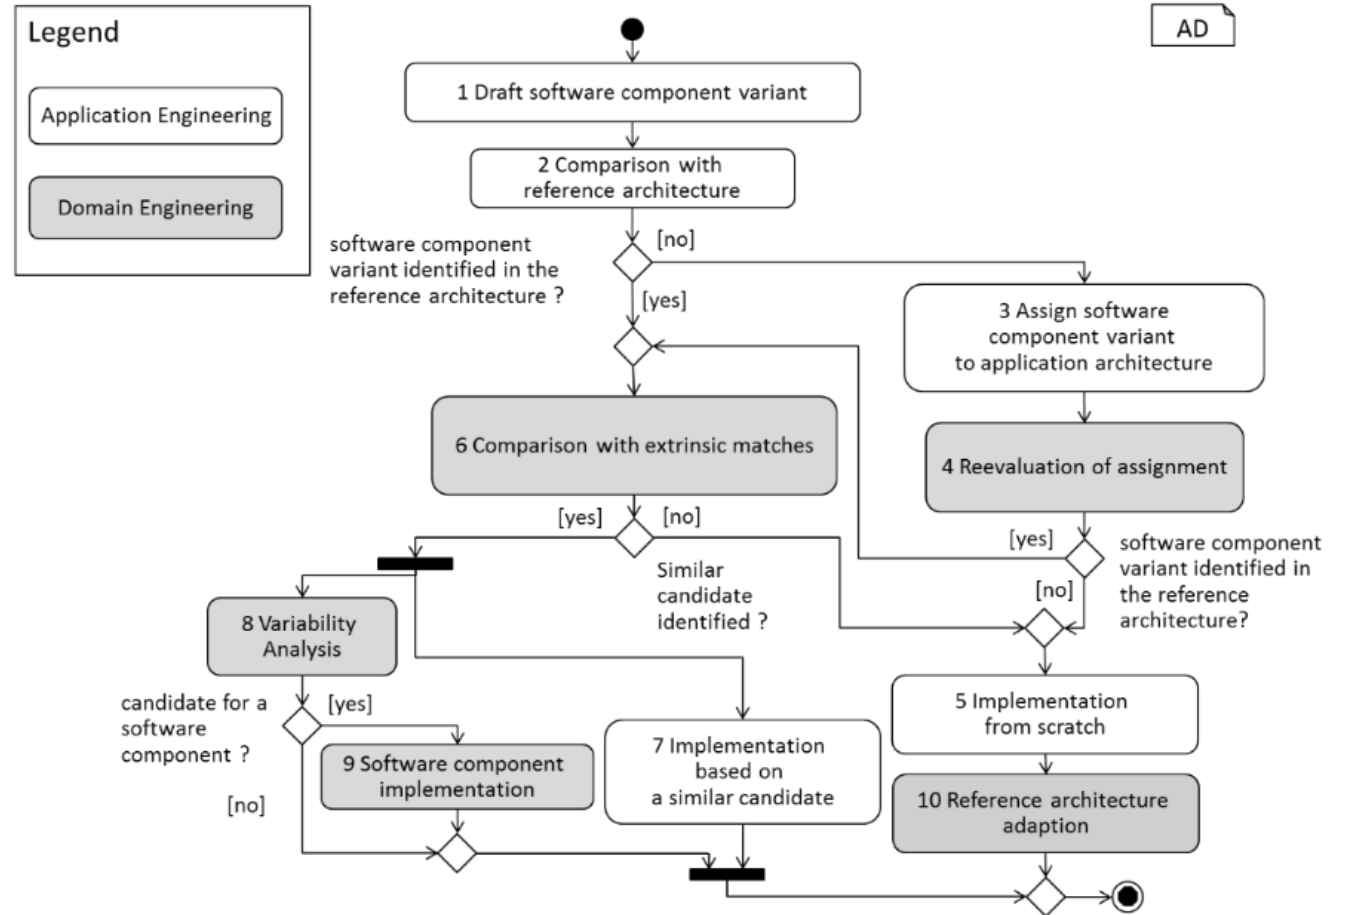 Legend
Application Engineering
Domain Engineering
AD
1 Draft software component variant
2 Comparison with
reference architecture
software component
variant identified in the
reference architecture ?
[no]
[yes]
3 Assign software
component variant
to application architecture
6 Comparison with extrinsic matches
4 Reevaluation of assignment
[yes]
[no]
Similar
candidate
identified ?
[yes]
[no]
software component
variant identified in
the reference
architecture?
8 Variability
Analysis
candidate for a
software
component ?
[yes]
[no]
9 Software component
implementation
7 Implementation
based on
a similar candidate
5 Implementation
from scratch
10 Reference architecture
adaption